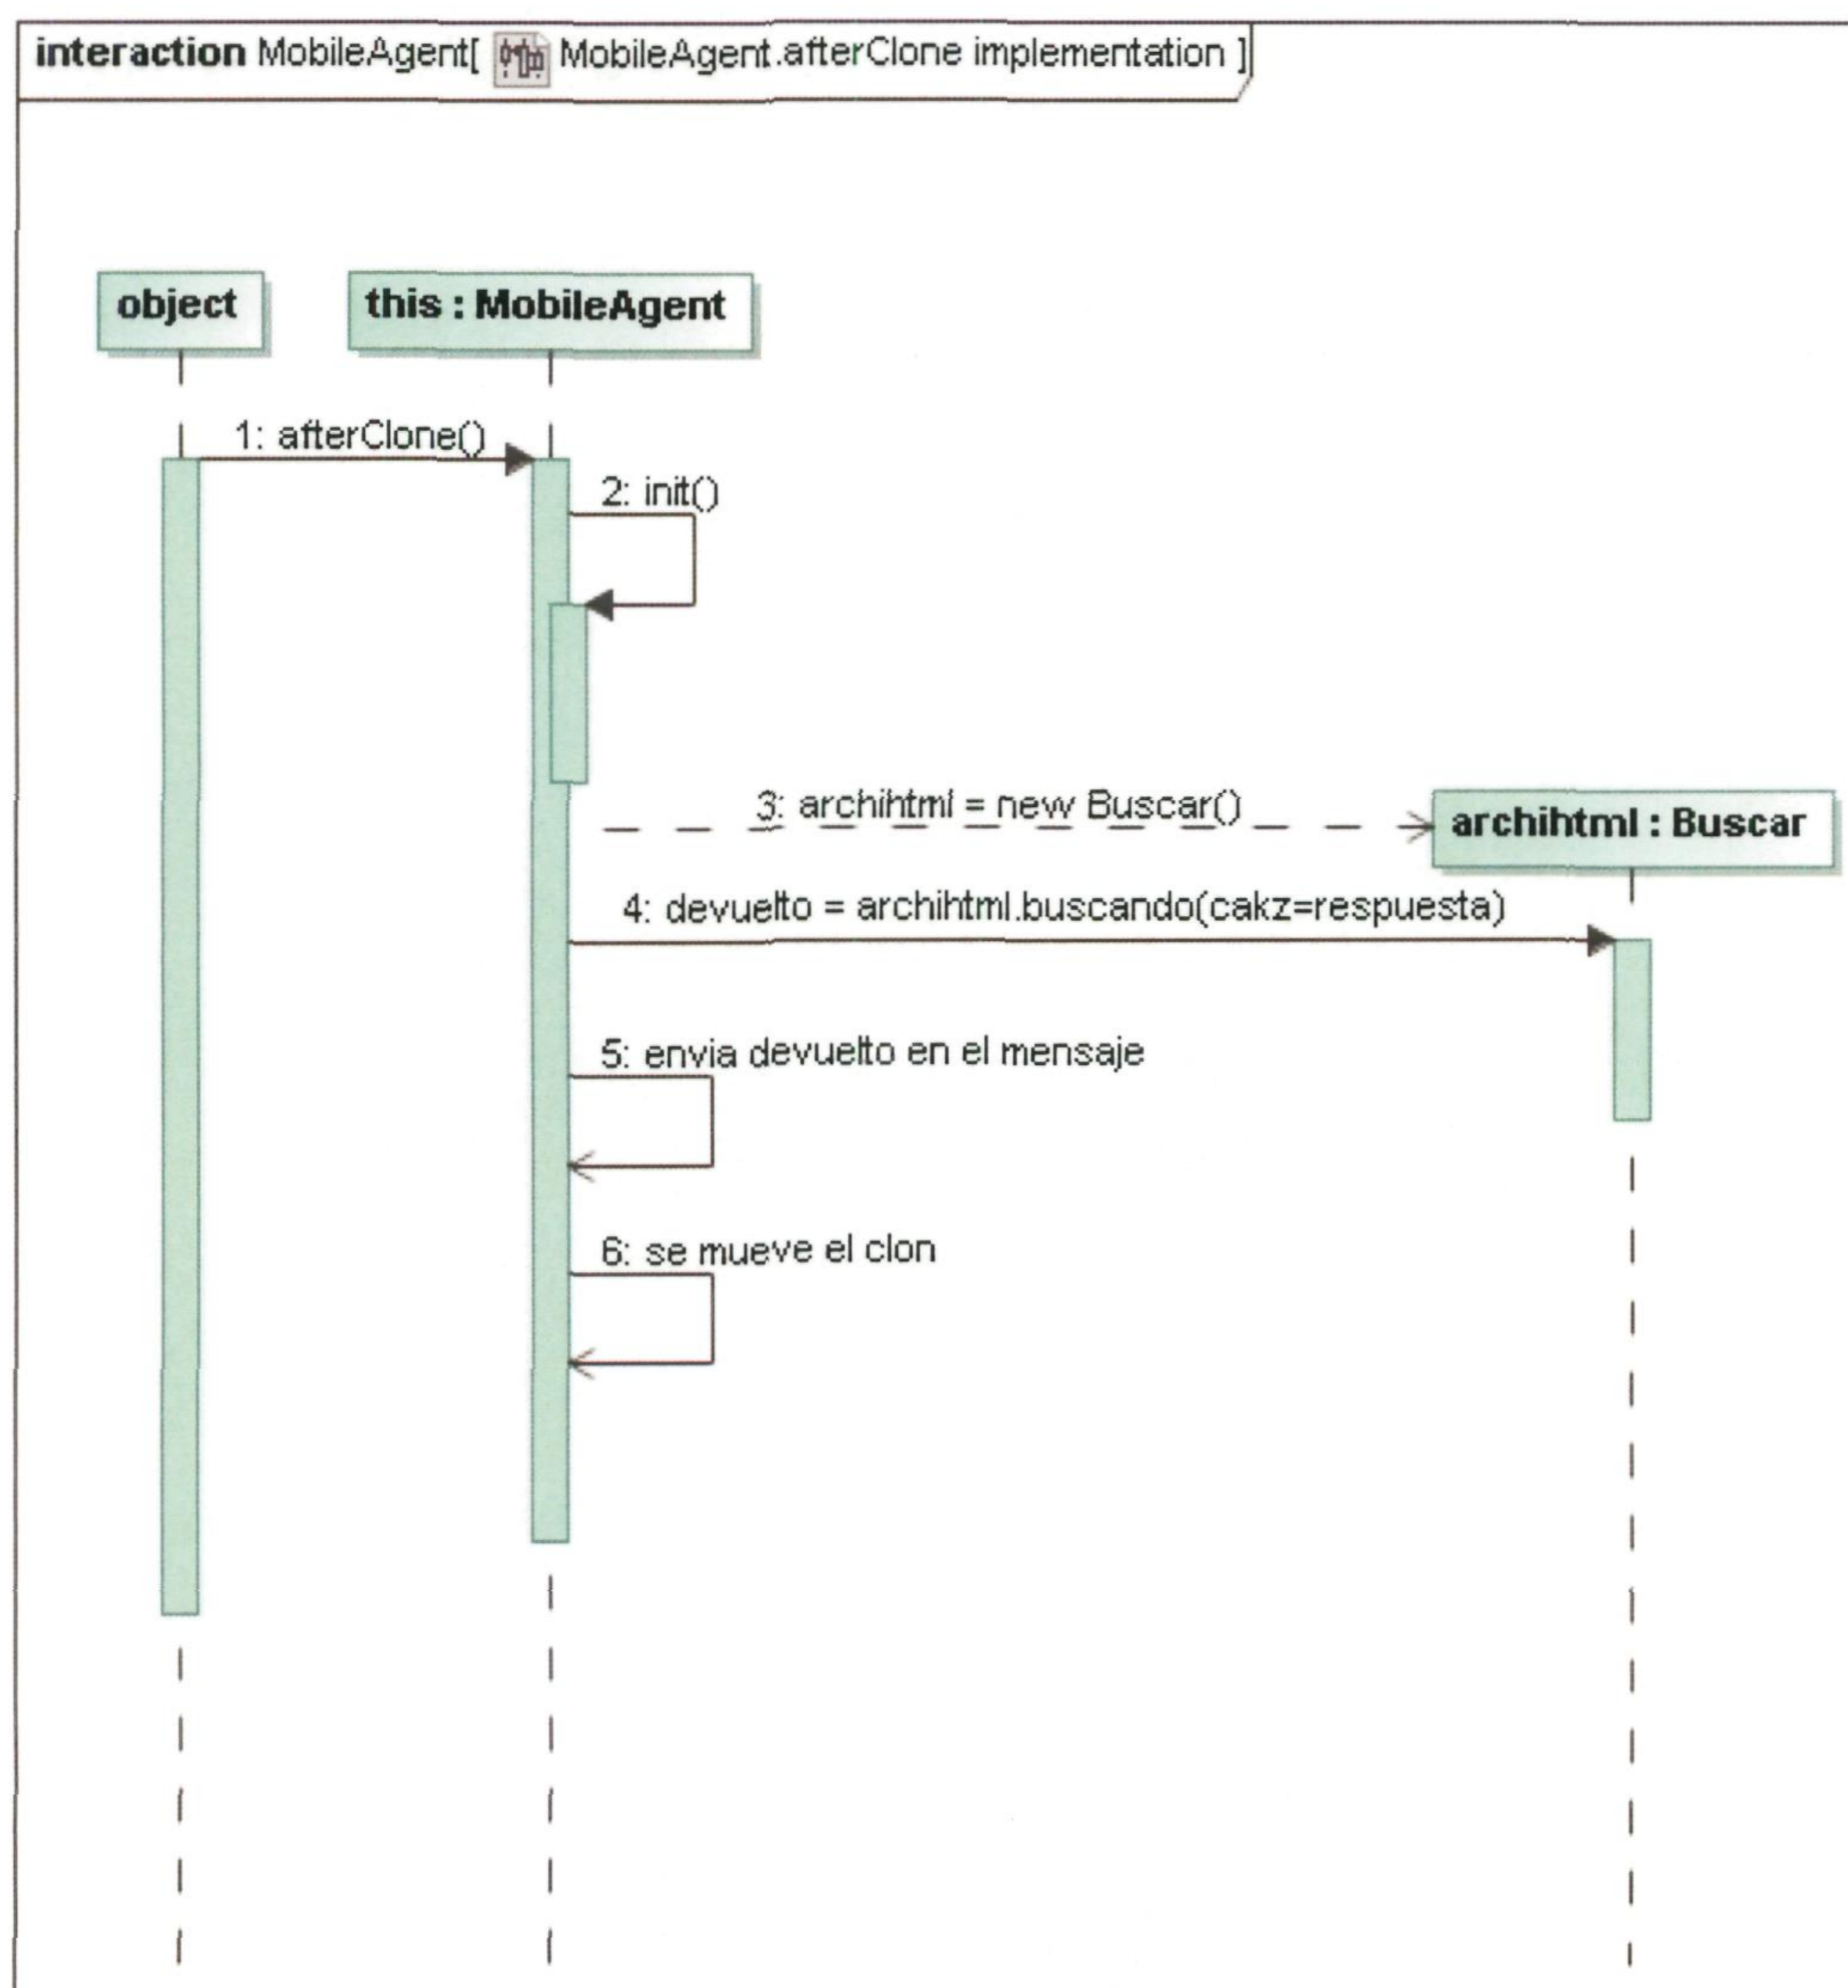 interaction MobileAgent[ MobileAgent.afterClone implementation ]
object
this : MobileAgent
1: afterClone()
2: init()
3: archihtml = new Buscar()
archihtml : Buscar
4: devuelto = archihtml.buscando(cakz=respuesta)
5: envia devuelto en el mensaje
6: se mueve el clon